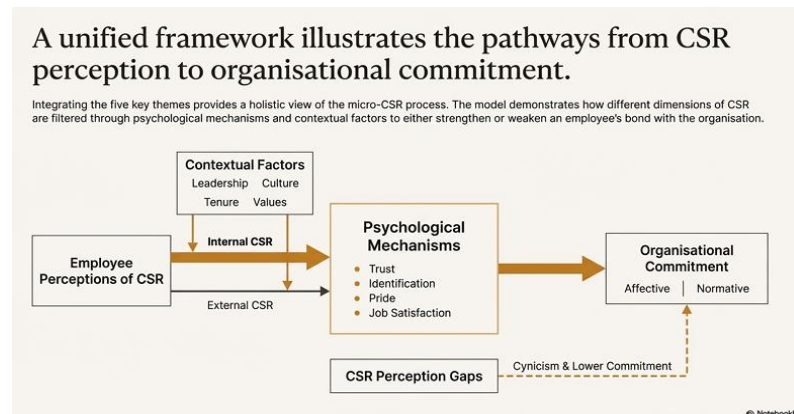 A unified framework illustrates the pathways from CSR
perception to organisational commitment.
Integrating the five key themes provides a holistic view of the micro-CSR process. The model demonstrates how different dimensions of CSR
are filtered through psychological mechanisms and contextual factors to either strengthen or weaken an employee's bond with the organisation.
Contextual Factors
Leadership Culture
Tenure Values
Employee
Perceptions of CSR
Internal CSR
External CSR
Psychological
Mechanisms
Trust
Identification
Pride
Job Satisfaction
Organisational
Commitment
Affective | Normative
CSR Perception Gaps
Cynicism & Lower Commitment